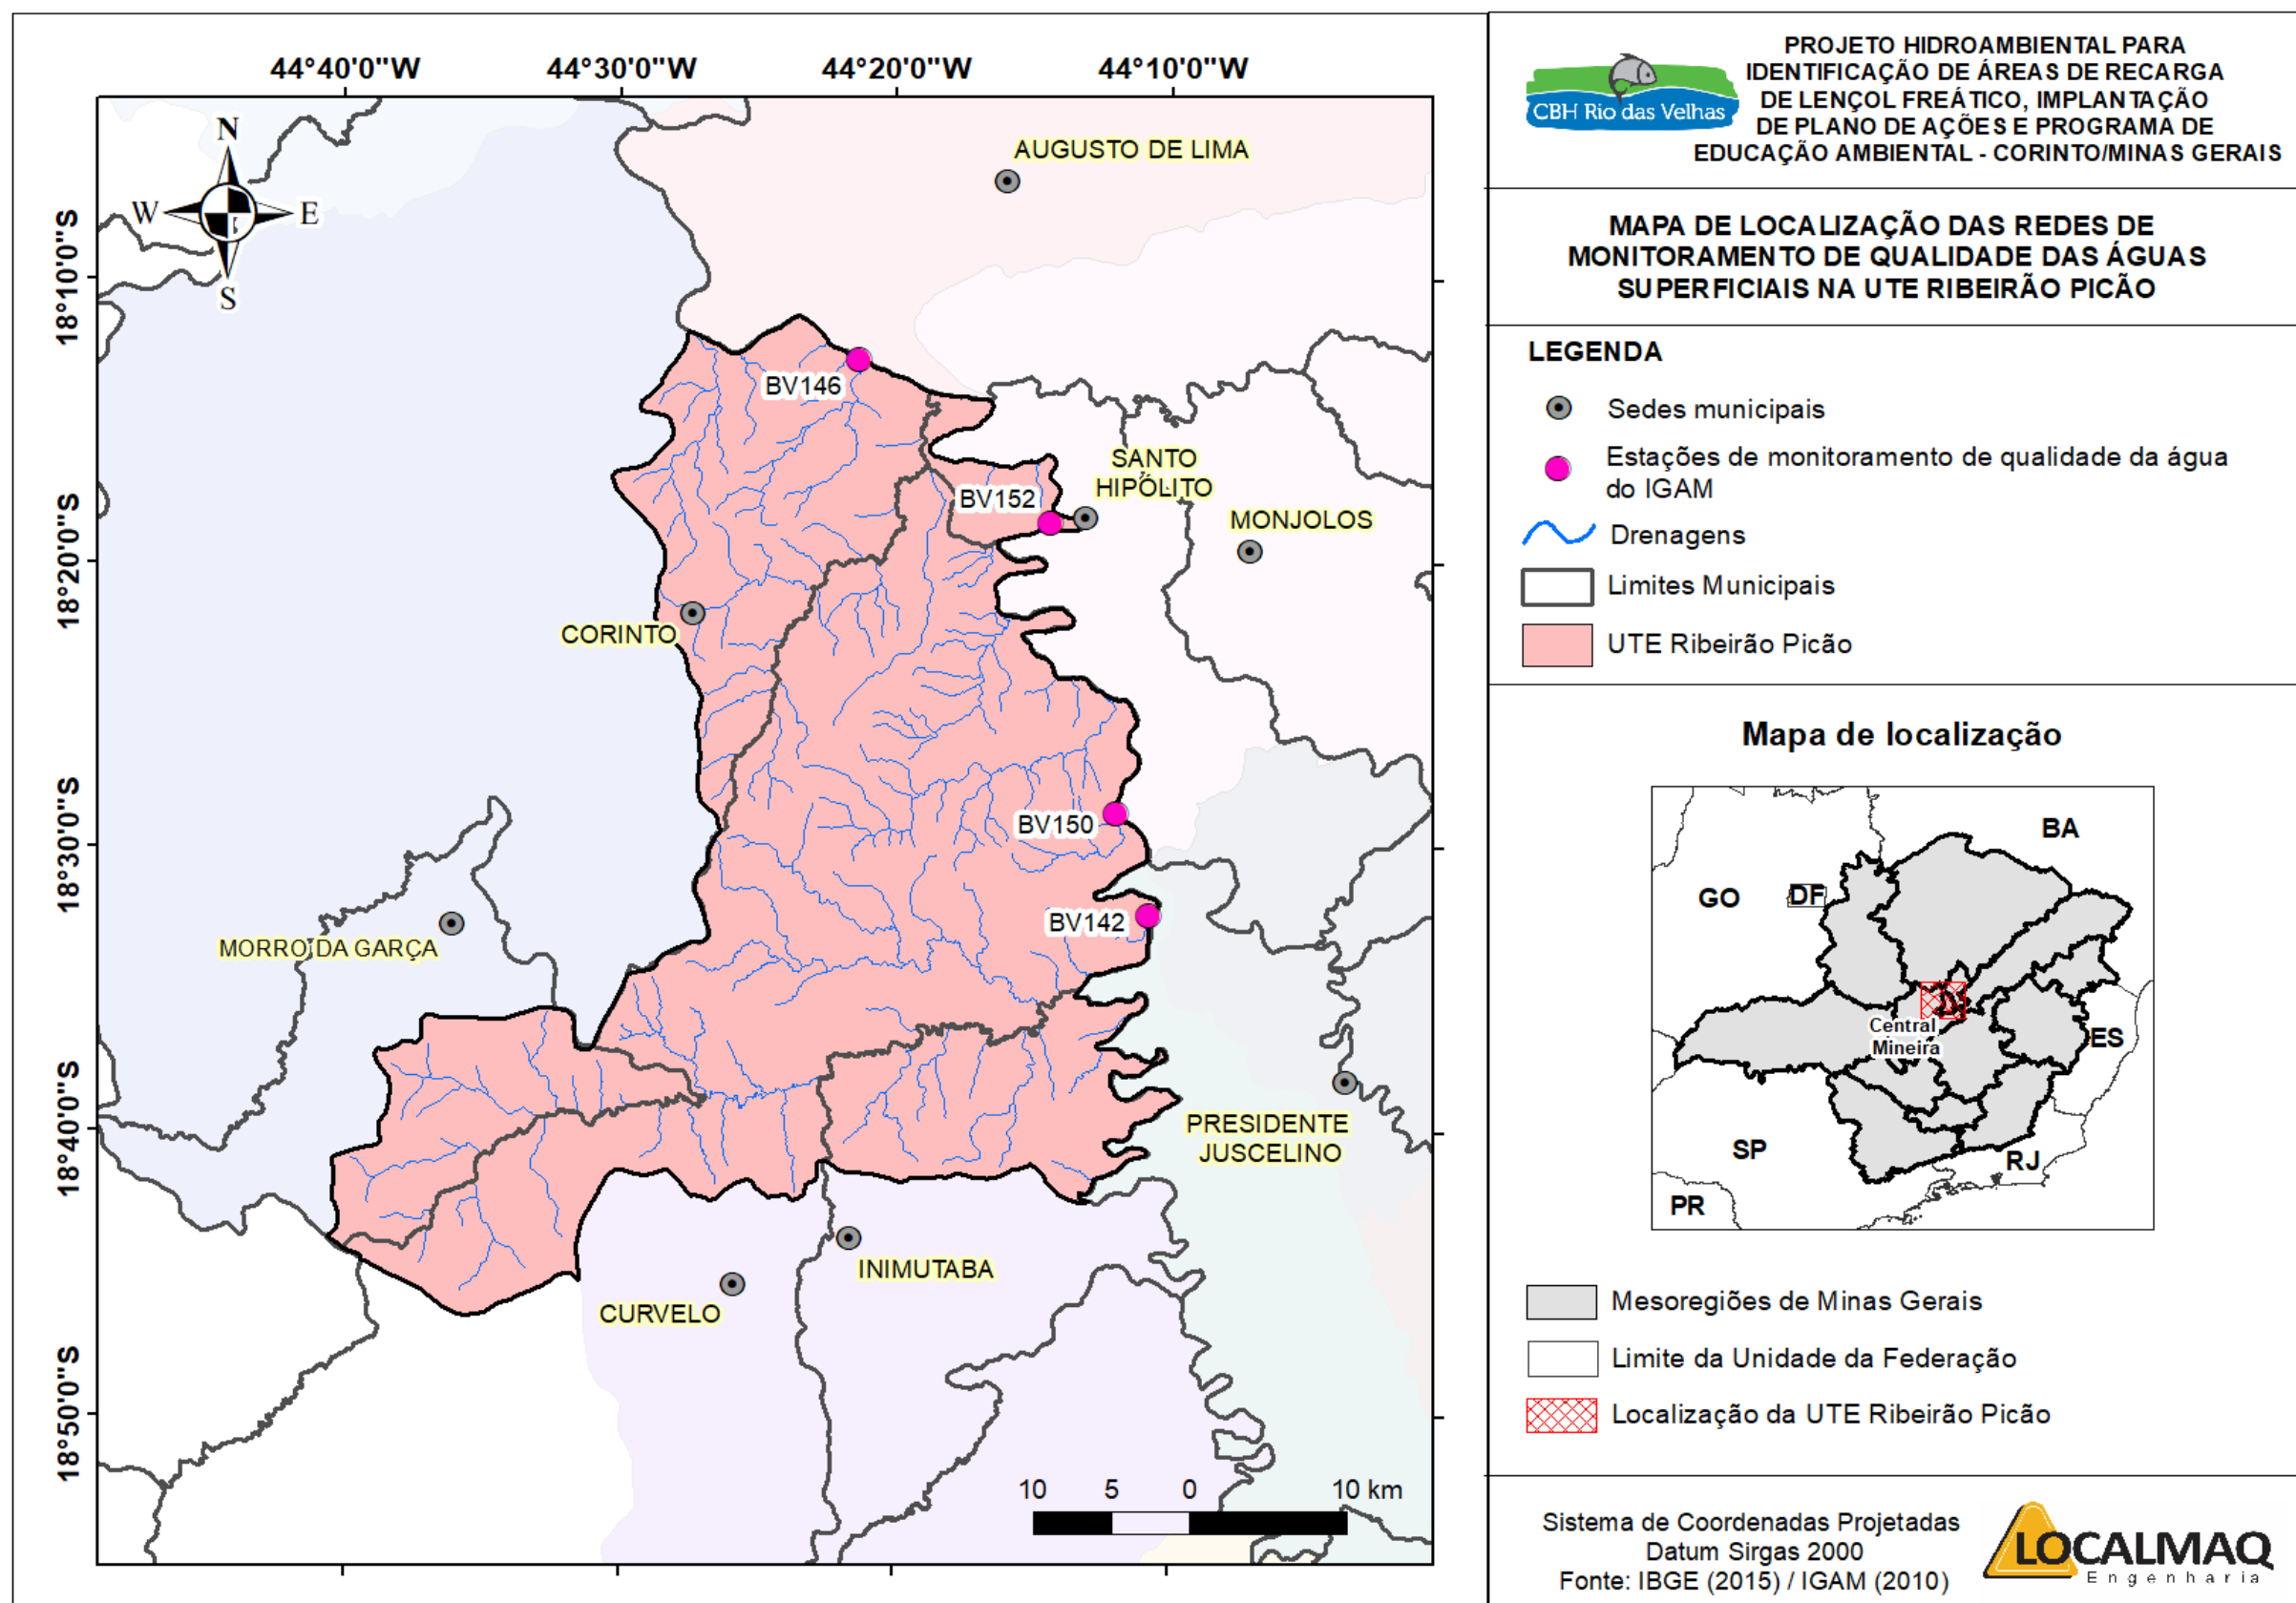 44°40'0"W
44°30'0"W
44°20'0"W
44°10'0"W
18°10'0"S
18°20'0"S
18°30'0"S
18°40'0"S
18°50'0"S
N
W
E
S
AUGUSTO DE LIMA
BV146
SANTO
HIPÓLITO
BV152
MONJOLOS
CORINTO
BV150
BV142
MORRO DA GARÇA
PRESIDENTE
JUSCELINO
INIMUTABA
CURVELO
10 5 0 10 km
CBH Rio das Velhas
PROJETO HIDROAMBIENTAL PARA
IDENTIFICAÇÃO DE ÁREAS DE RECARGA
DE LENÇOL FREÁTICO, IMPLANTAÇÃO
DE PLANO DE AÇÕES E PROGRAMA DE
EDUCAÇÃO AMBIENTAL - CORINTO/MINAS GERAIS
MAPA DE LOCALIZAÇÃO DAS REDES DE
MONITORAMENTO DE QUALIDADE DAS ÁGUAS
SUPERFICIAIS NA UTE RIBEIRÃO PICÃO
LEGENDA
Sedes municipais
Estações de monitoramento de qualidade da água
do IGAM
Drenagens
Limites Municipais
UTE Ribeirão Picão
Mapa de localização
BA
GO
DF
Central
Mineira
ES
SP
RJ
PR
Mesoregiões de Minas Gerais
Limite da Unidade da Federação
Localização da UTE Ribeirão Picão
Sistema de Coordenadas Projetadas
Datum Sirgas 2000
Fonte: IBGE (2015) / IGAM (2010)
LOCALMAQ
Engenharia